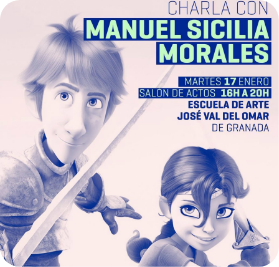 CHARLA CON
MANUEL SICILIA
MORALES
MARTES 17 ENERO
SALÓN DE ACTOS 16H A 20H
ESCUELA DE ARTE
JOSÉ VAL DEL OMAR
DE GRANADA